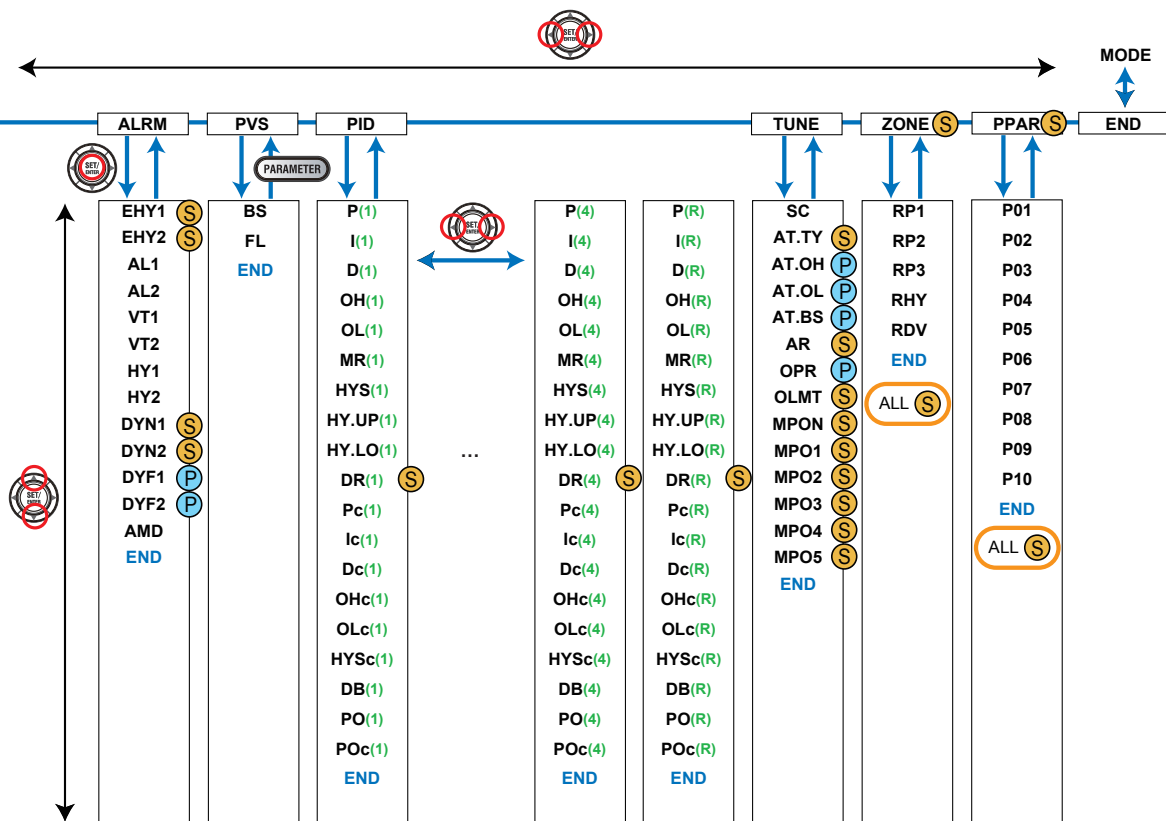 SET/
ENTER
MODE
ALRM
PVS
PID
TUNE
ZONE S
PPAR S
END
SET/
ENTER
PARAMETER
EHY1 S
EHY2 S
AL1
AL2
VT1
VT2
HY1
HY2
DYN1 S
DYN2 S
DYF1 P
DYF2 P
AMD
END
BS
FL
END
P(1)
I(1)
D(1)
OH(1)
OL(1)
MR(1)
HYS(1)
HY.UP(1)
HY.LO(1)
DR(1) S
Pc(1)
Ic(1)
Dc(1)
OHc(1)
OLc(1)
HYSc(1)
DB(1)
PO(1)
POc(1)
END
SET/
ENTER
...
P(4)
I(4)
D(4)
OH(4)
OL(4)
MR(4)
HYS(4)
HY.UP(4)
HY.LO(4)
DR(4) S
Pc(4)
Ic(4)
Dc(4)
OHc(4)
OLc(4)
HYSc(4)
DB(4)
PO(4)
POc(4)
END
P(R)
I(R)
D(R)
OH(R)
OL(R)
MR(R)
HYS(R)
HY.UP(R)
HY.LO(R)
DR(R) S
Pc(R)
Ic(R)
Dc(R)
OHc(R)
OLc(R)
HYSc(R)
DB(R)
PO(R)
POc(R)
END
SC
AT.TY S
AT.OH P
AT.OL P
AT.BS P
AR S
OPR P
OLMT S
MPON S
MPO1 S
MPO2 S
MPO3 S
MPO4 S
MPO5 S
END
RP1
RP2
RP3
RHY
RDV
END
ALL S
P01
P02
P03
P04
P05
P06
P07
P08
P09
P10
END
ALL S
SET/
ENTER